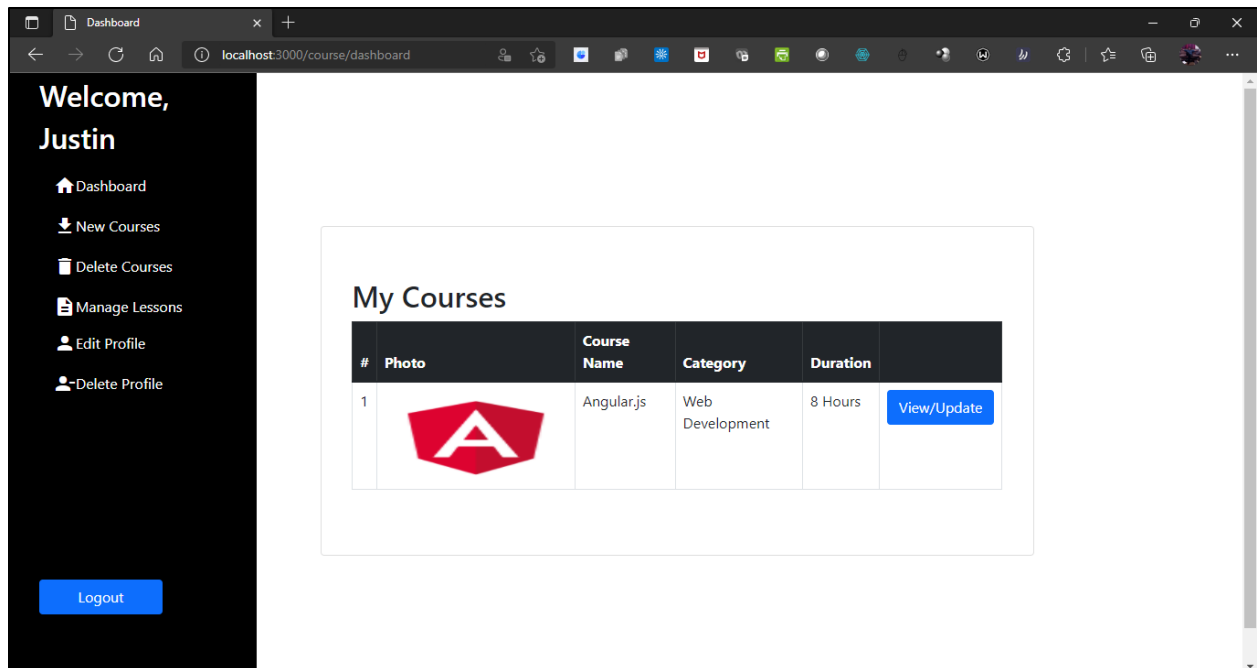 Dashboard
localhost:3000/course/dashboard
Welcome,
Justin
Dashboard
New Courses
Delete Courses
Manage Lessons
Edit Profile
Delete Profile
Logout
My Courses
# Photo Course Name Category Duration
1 A Angular.js Web Development 8 Hours View/Update